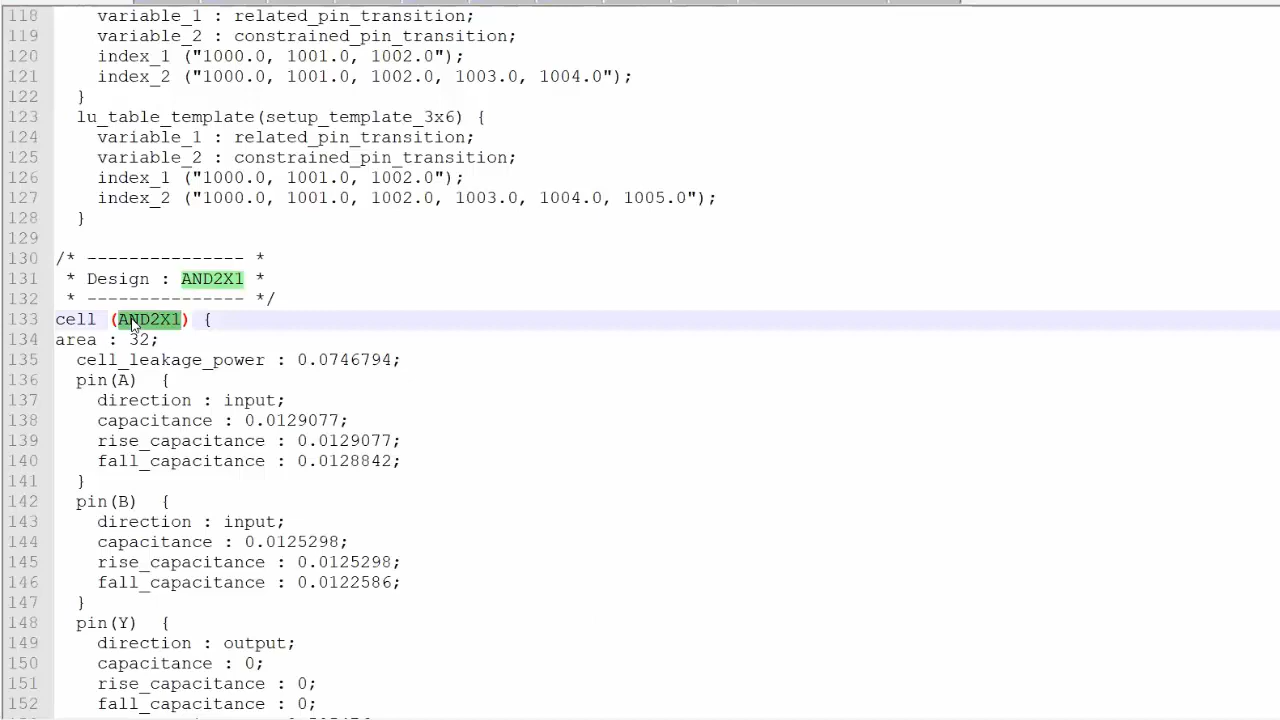 118 variable_1 : related_pin_transition;
119 variable_2 : constrained_pin_transition;
120 index_1 ("1000.0, 1001.0, 1002.0");
121 index_2 ("1000.0, 1001.0, 1002.0, 1003.0, 1004.0");
122 }
123 lu_table_template(setup_template_3x6) {
124 variable_1 : related_pin_transition;
125 variable_2 : constrained_pin_transition;
126 index_1 ("1000.0, 1001.0, 1002.0");
127 index_2 ("1000.0, 1001.0, 1002.0, 1003.0, 1004.0, 1005.0");
128 }
129
130 /* --------------- *
131 * Design : AND2X1 *
132 * --------------- */
133 cell (AND2X1) {
134 area : 32;
135 cell_leakage_power : 0.0746794;
136 pin(A) {
137 direction : input;
138 capacitance : 0.0129077;
139 rise_capacitance : 0.0129077;
140 fall_capacitance : 0.0128842;
141 }
142 pin(B) {
143 direction : input;
144 capacitance : 0.0125298;
145 rise_capacitance : 0.0125298;
146 fall_capacitance : 0.0122586;
147 }
148 pin(Y) {
149 direction : output;
150 capacitance : 0;
151 rise_capacitance : 0;
152 fall_capacitance : 0;